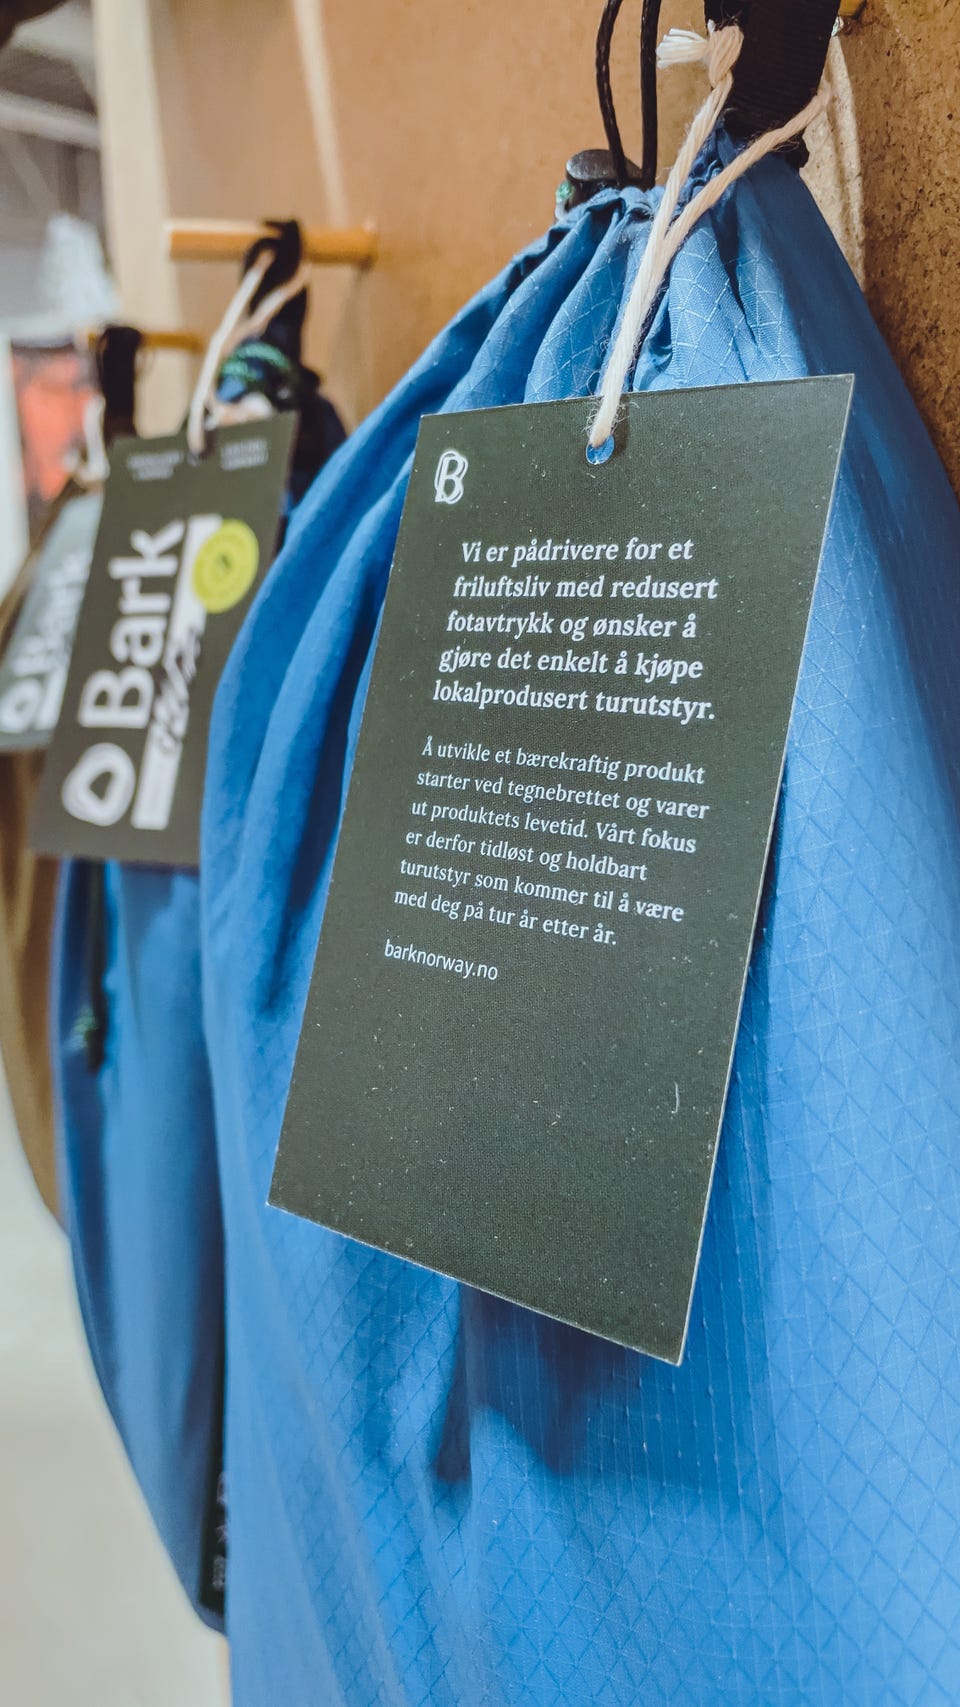 B
Vi er pådrivere for et
friluftsliv med redusert
fotavtrykk og ønsker å
gjøre det enkelt å kjøpe
lokalprodusert turutstyr.
Å utvikle et bærekraftig produkt
starter ved tegnebrettet og varer
ut produktets levetid. Vårt fokus
er derfor tidløst og holdbart
turutstyr som kommer til å være
med deg på tur år etter år.
barknorway.no
Bark
Bark